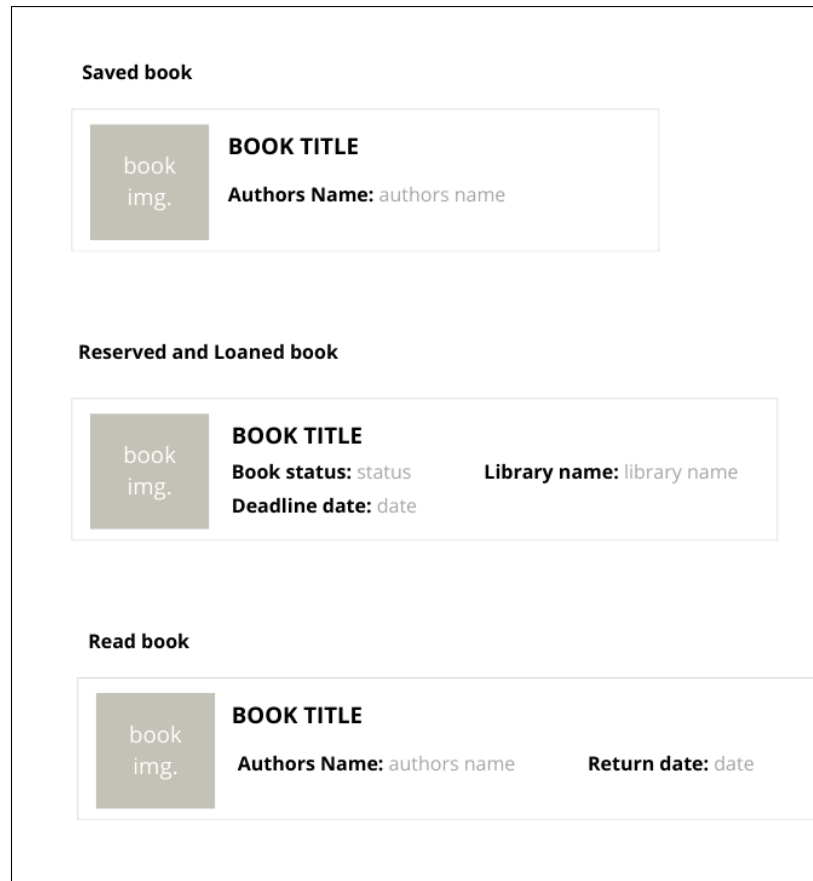 Saved book
book
img.
BOOK TITLE
Authors Name: authors name
Reserved and Loaned book
book
img.
BOOK TITLE
Book status: status Library name: library name
Deadline date: date
Read book
book
img.
BOOK TITLE
Authors Name: authors name Return date: date